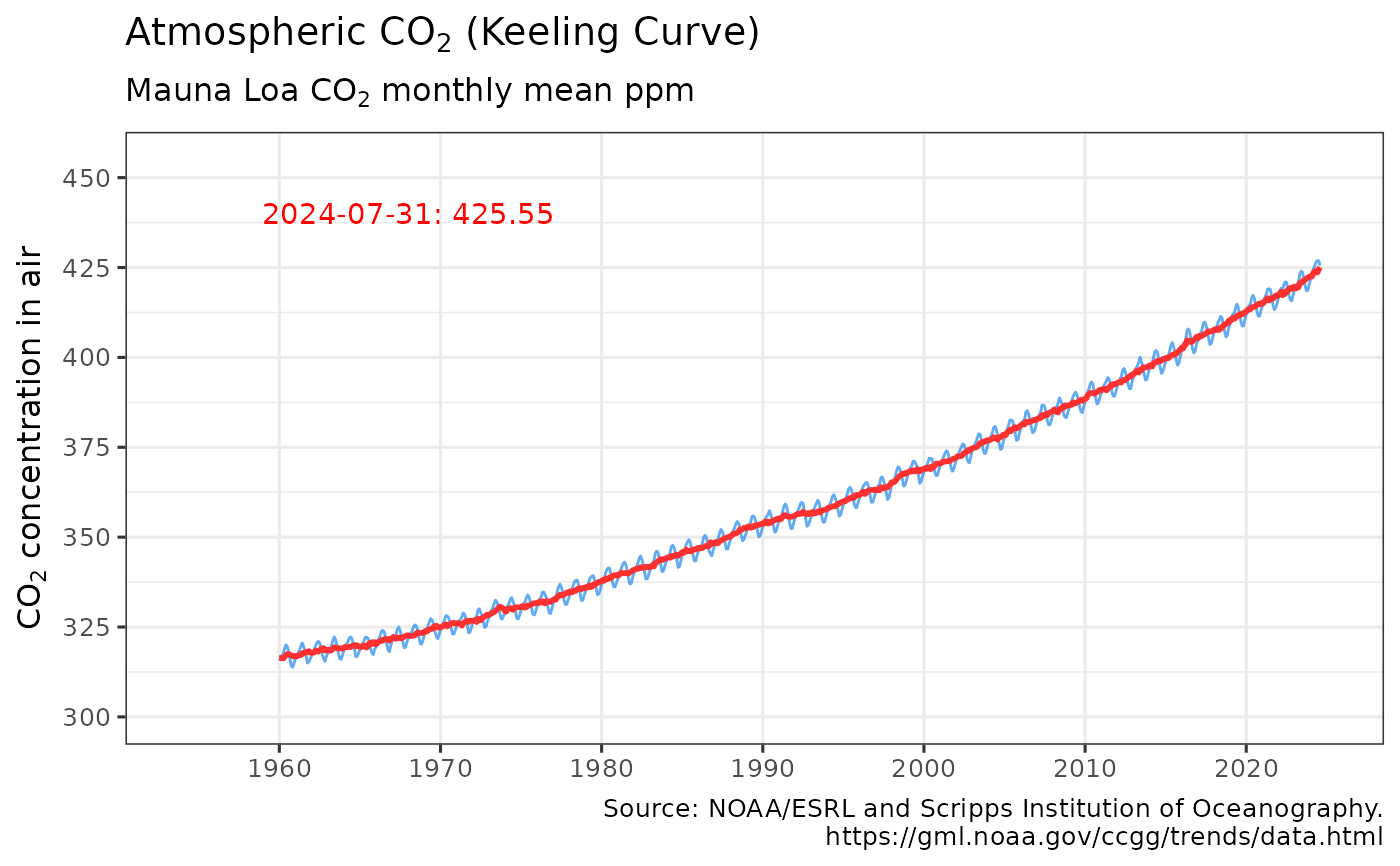 Atmospheric CO₂ (Keeling Curve)
Mauna Loa CO₂ monthly mean ppm
CO₂ concentration in air
450
425
400
375
350
325
300
2024-07-31: 425.55
1960 1970 1980 1990 2000 2010 2020
Source: NOAA/ESRL and Scripps Institution of Oceanography.
https://gml.noaa.gov/ccgg/trends/data.html